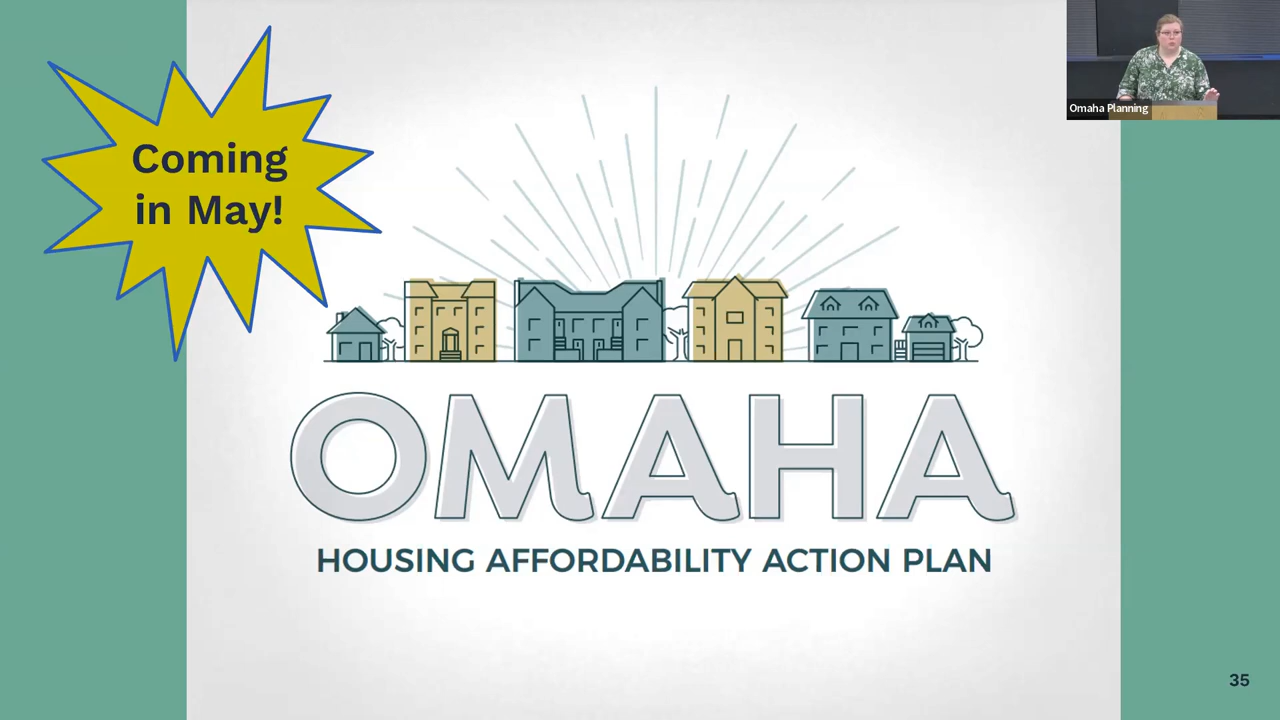 Coming
in May!
Omaha Planning
OMAHA
HOUSING AFFORDABILITY ACTION PLAN
35